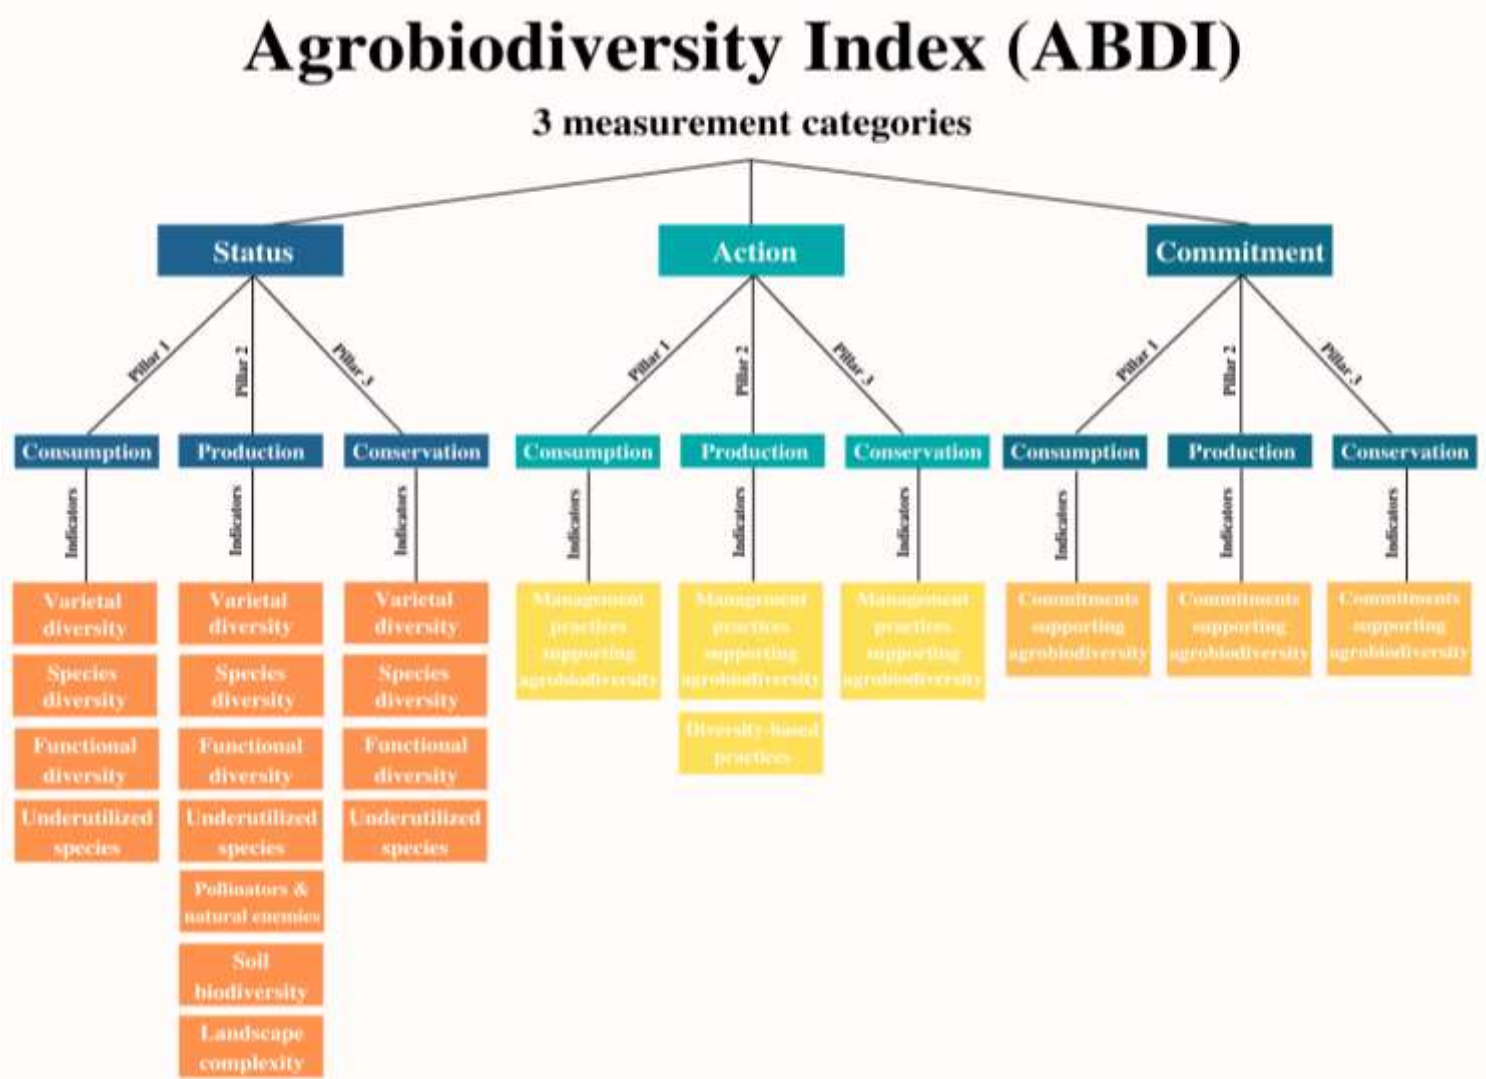 Agrobiodiversity Index (ABDI)
3 measurement categories
Status
Action
Commitment
Pillar 1
Pillar 2
Pillar 3
Pillar 1
Pillar 2
Pillar 3
Pillar 1
Pillar 2
Pillar 3
Consumption
Production
Conservation
Consumption
Production
Conservation
Consumption
Production
Conservation
Indicators
Indicators
Indicators
Indicators
Indicators
Indicators
Indicators
Indicators
Indicators
Varietal
diversity
Species
diversity
Functional
diversity
Underutilized
species
Varietal
diversity
Species
diversity
Functional
diversity
Underutilized
species
Pollinators &
natural enemies
Soil
biodiversity
Landscape
complexity
Varietal
diversity
Species
diversity
Functional
diversity
Underutilized
species
Management
practices
supporting
agrobiodiversity
Management
practices
supporting
agrobiodiversity
Diversity-based
practices
Management
practices
supporting
agrobiodiversity
Commitments
supporting
agrobiodiversity
Commitments
supporting
agrobiodiversity
Commitments
supporting
agrobiodiversity